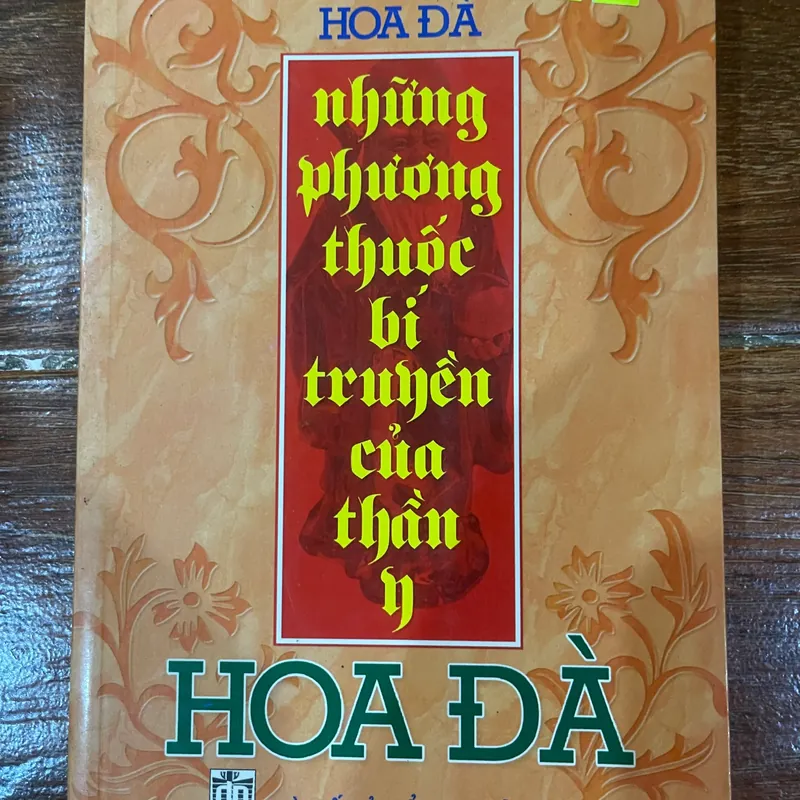 HOA ĐÀ
những
phương
thuốc
bí
truyền
của
thần
y
HOA ĐÀ